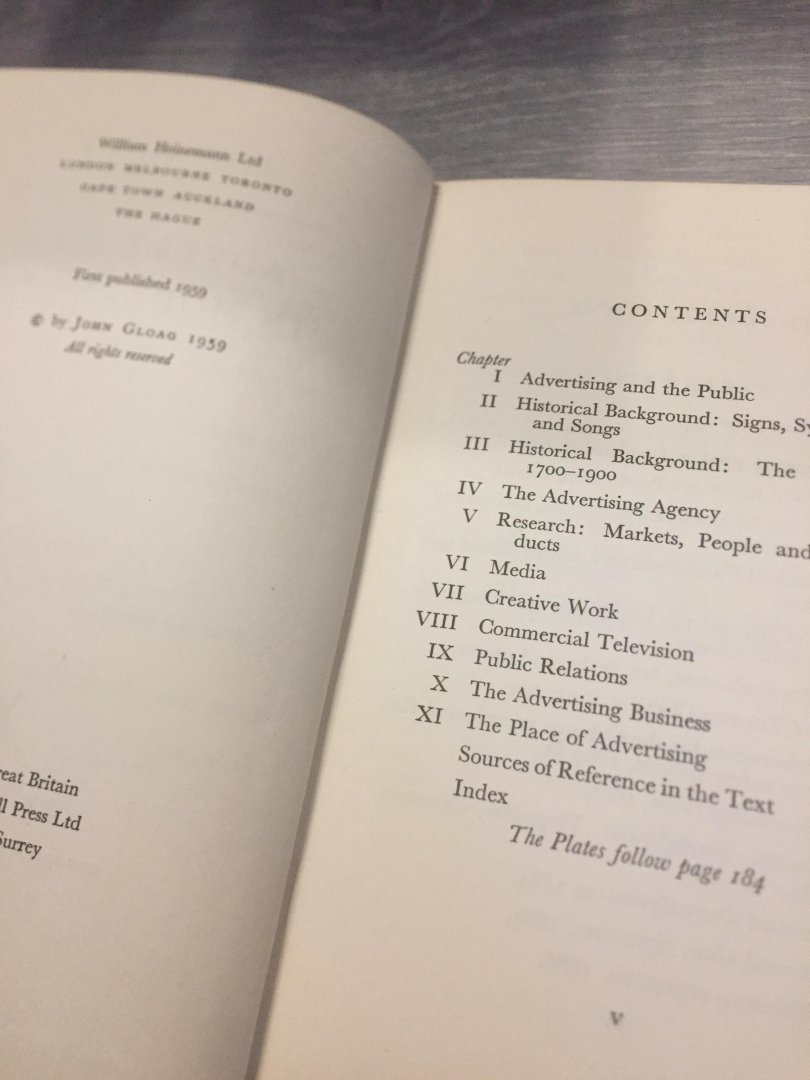 William Heinemann Ltd
LONDON MELBOURNE TORONTO
CAPE TOWN AUCKLAND
THE HAGUE
First published 1959
© by JOHN GLOAG 1959
All rights reserved
eat Britain
ll Press Ltd
Surrey
CONTENTS
Chapter
I Advertising and the Public
II Historical Background: Signs, Sy
and Songs
III Historical Background: The
1700–1900
IV The Advertising Agency
V Research: Markets, People and
ducts
VI Media
VII Creative Work
VIII Commercial Television
IX Public Relations
X The Advertising Business
XI The Place of Advertising
Sources of Reference in the Text
Index
The Plates follow page 184
v